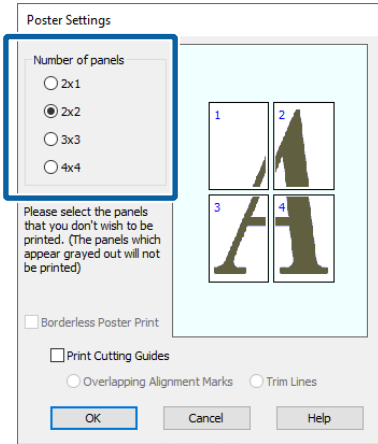 Poster Settings
Number of panels
2x1
2x2
3x3
4x4
1
2
3
4
Please select the panels
that you don't wish to be
printed. (The panels which
appear grayed out will not
be printed)
Borderless Poster Print
Print Cutting Guides
Overlapping Alignment Marks
Trim Lines
OK
Cancel
Help